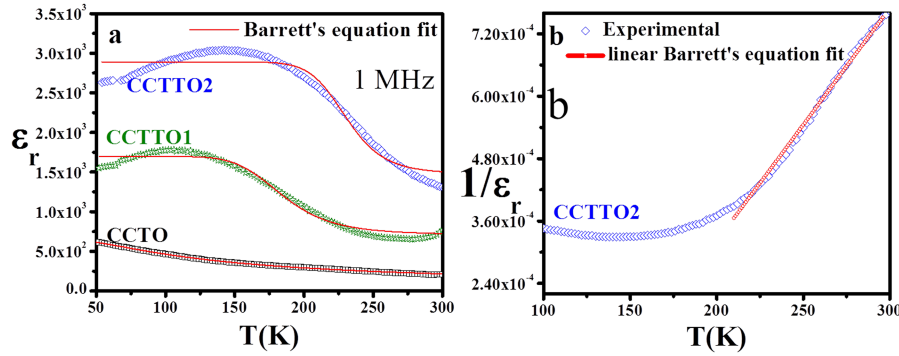 a
Barrett's equation fit
1 MHz
CCTTO2
CCTTO1
CCTO
εr
3.5x10³
3.0x10³
2.5x10³
2.0x10³
1.5x10³
1.0x10³
5.0x10²
0.0
50 100 150 200 250 300
T(K)
b
Experimental
linear Barrett's equation fit
b
CCTTO2
1/εr
7.20x10⁻⁴
6.00x10⁻⁴
4.80x10⁻⁴
3.60x10⁻⁴
2.40x10⁻⁴
100 150 200 250 300
T(K)